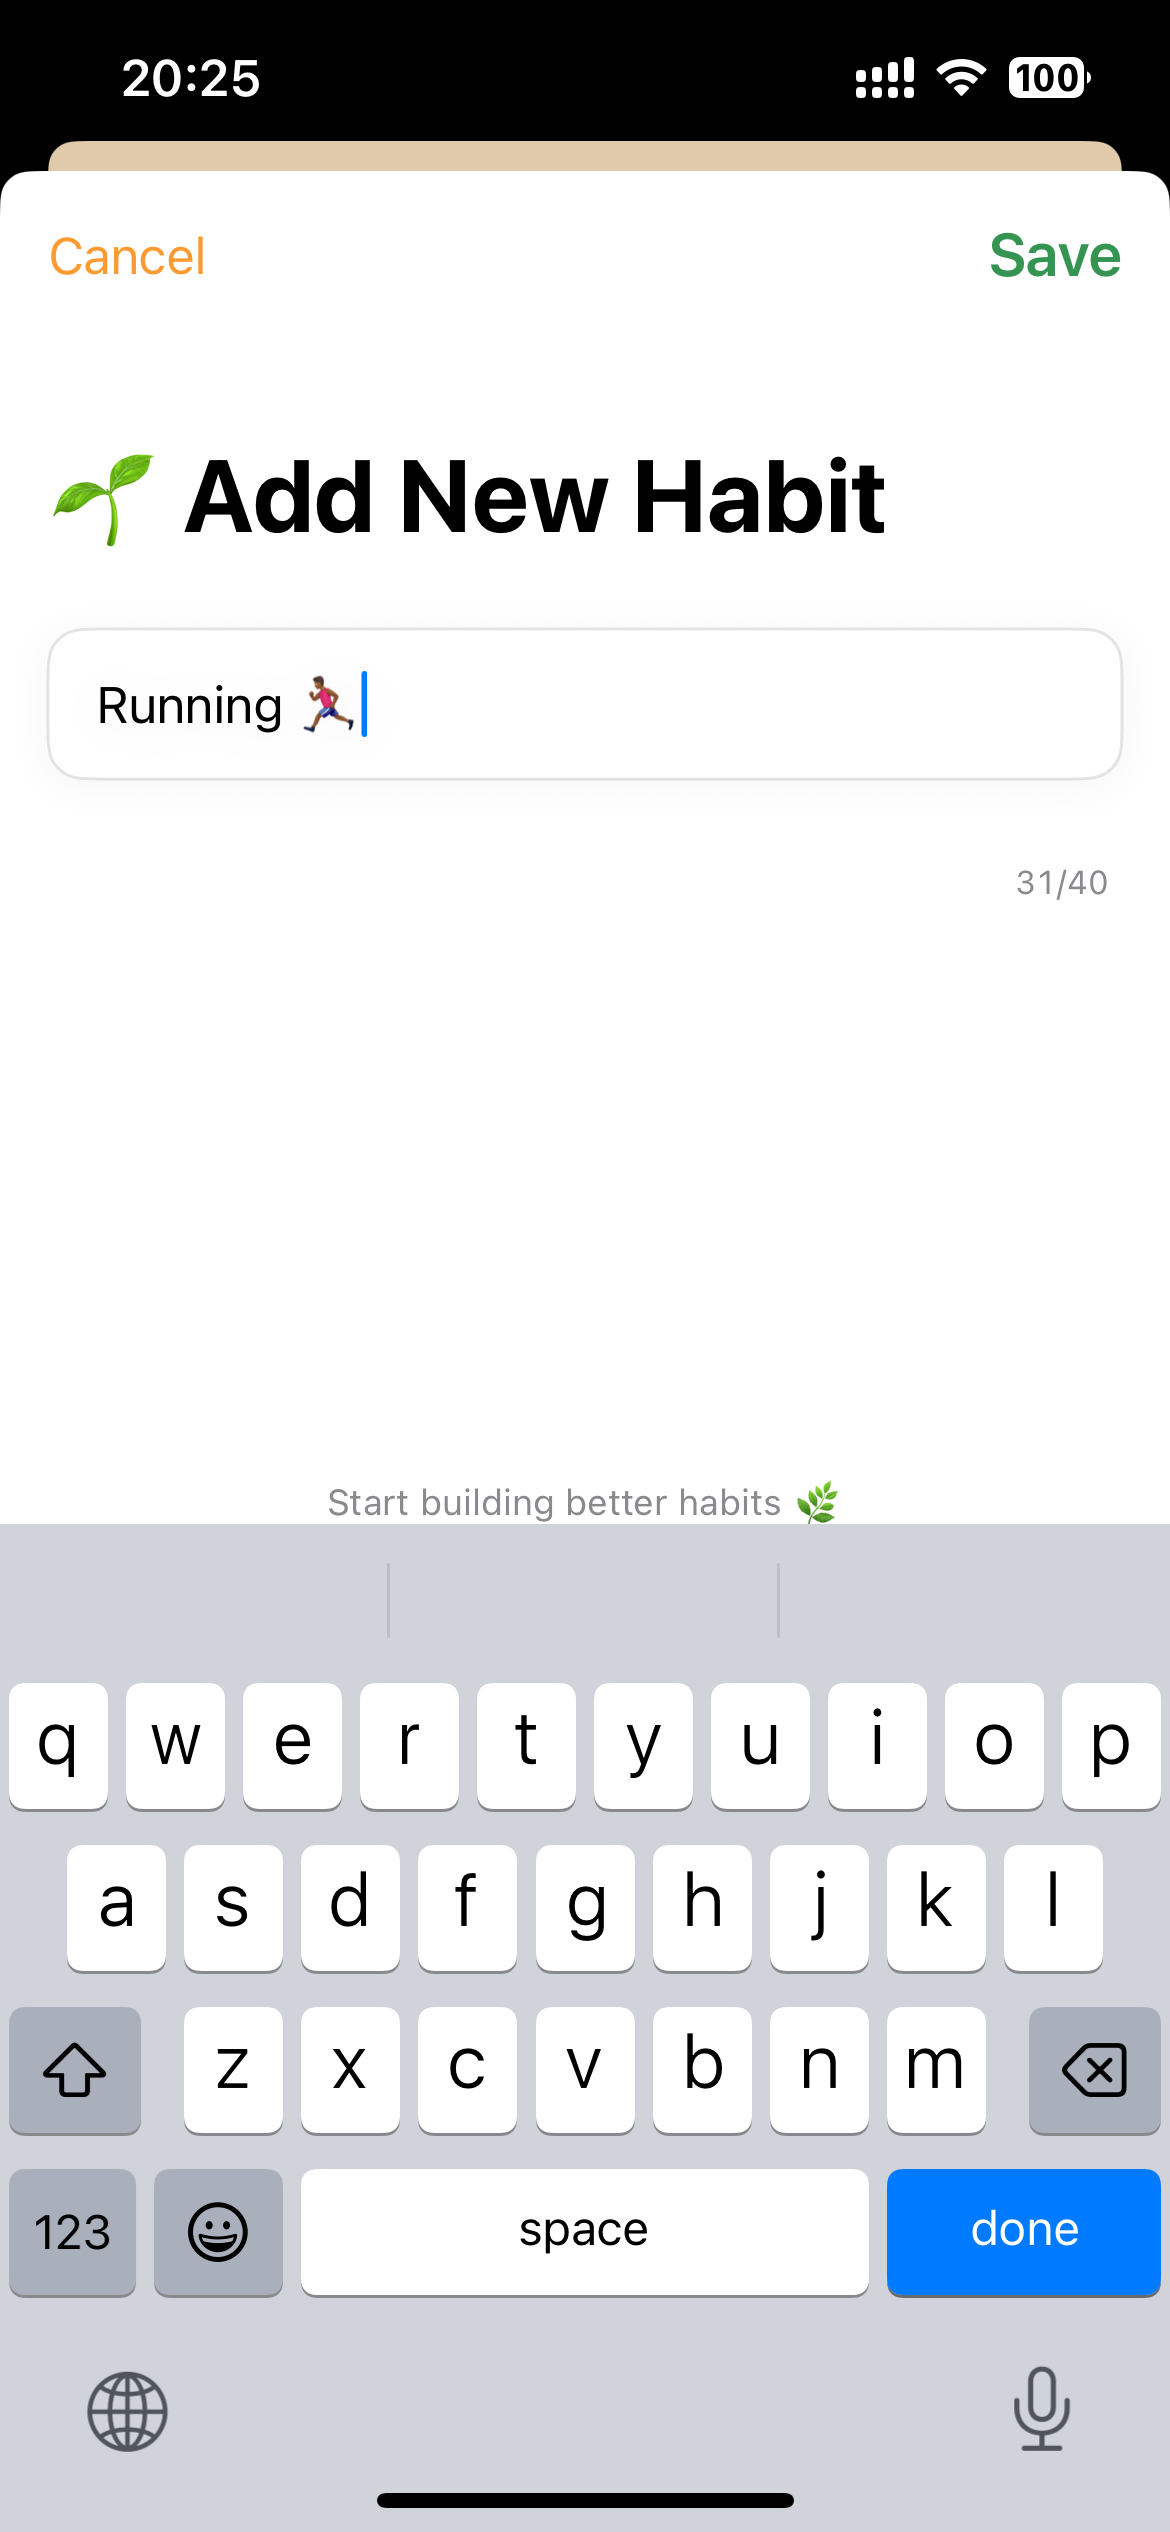 20:25
100
Cancel
Save
🌱 Add New Habit
Running 🏃🏾‍♂️
31/40
Start building better habits 🌿
q w e r t y u i o p
a s d f g h j k l
z x c v b n m
123
space
done